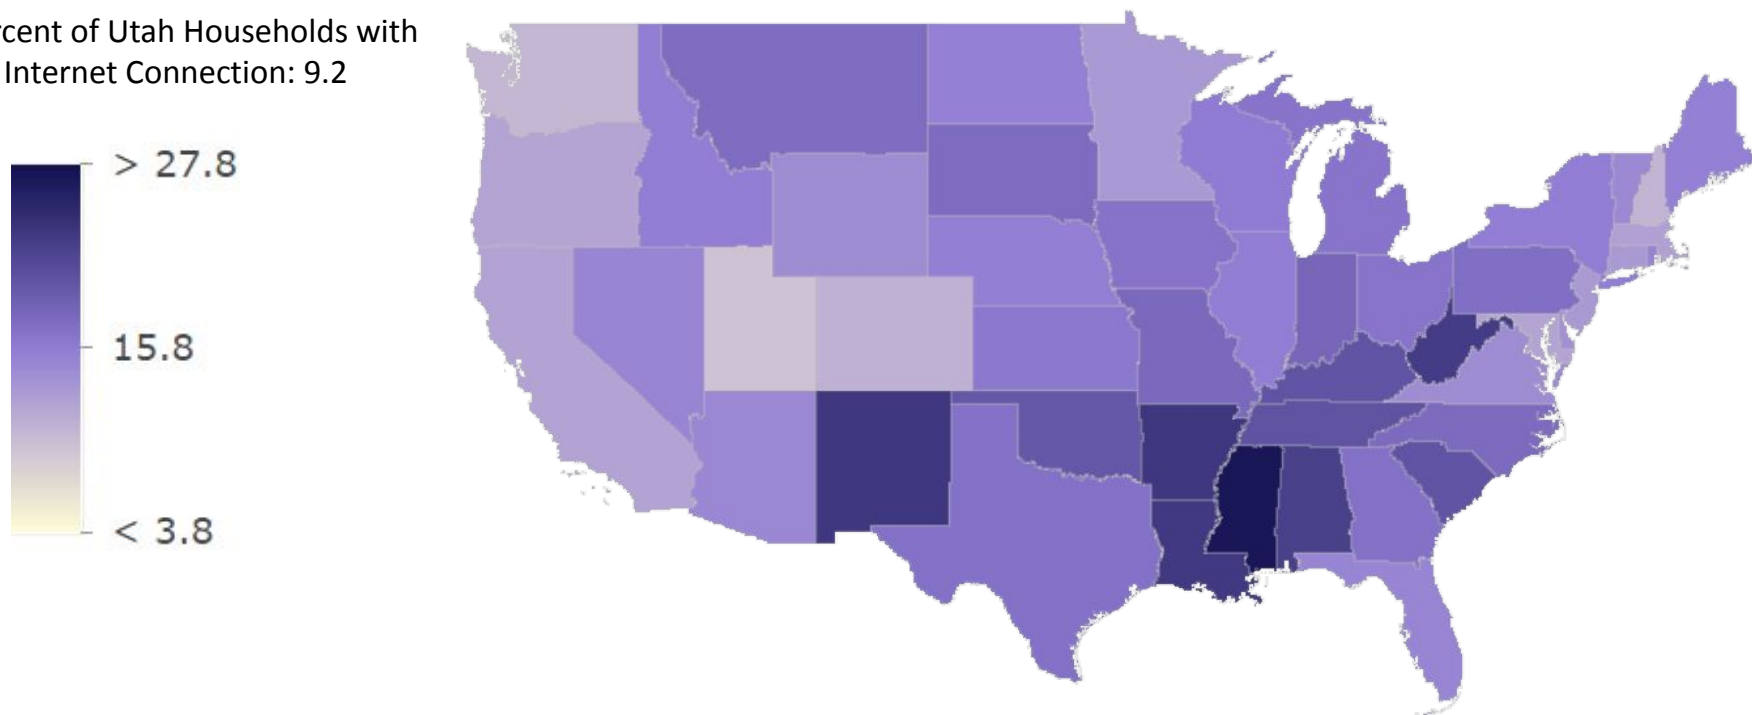 rcent of Utah Households with
Internet Connection: 9.2
> 27.8
15.8
< 3.8